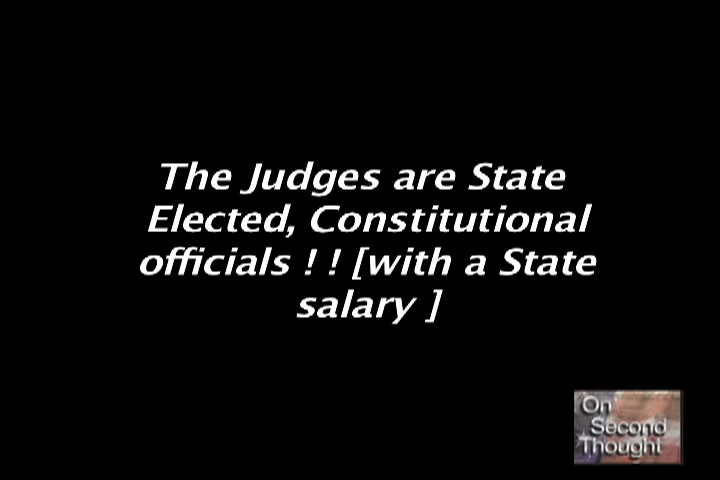 The Judges are State
Elected, Constitutional
officials ! ! [with a State
salary ]
On
Second
Thought